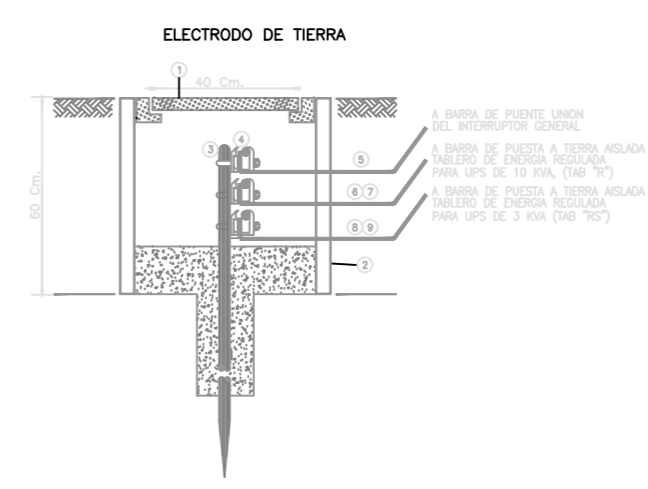 ELECTRODO DE TIERRA
1
40 Cm.
A BARRA DE PUENTE UNION
DEL INTERRUPTOR GENERAL
3
4
5
A BARRA DE PUESTA A TIERRA AISLADA
TABLERO DE ENERGIA REGULADA
PARA UPS DE 10 KVA, (TAB "R")
6 7
A BARRA DE PUESTA A TIERRA AISLADA
TABLERO DE ENERGIA REGULADA
PARA UPS DE 3 KVA (TAB "RS")
8 9
60 Cm.
2